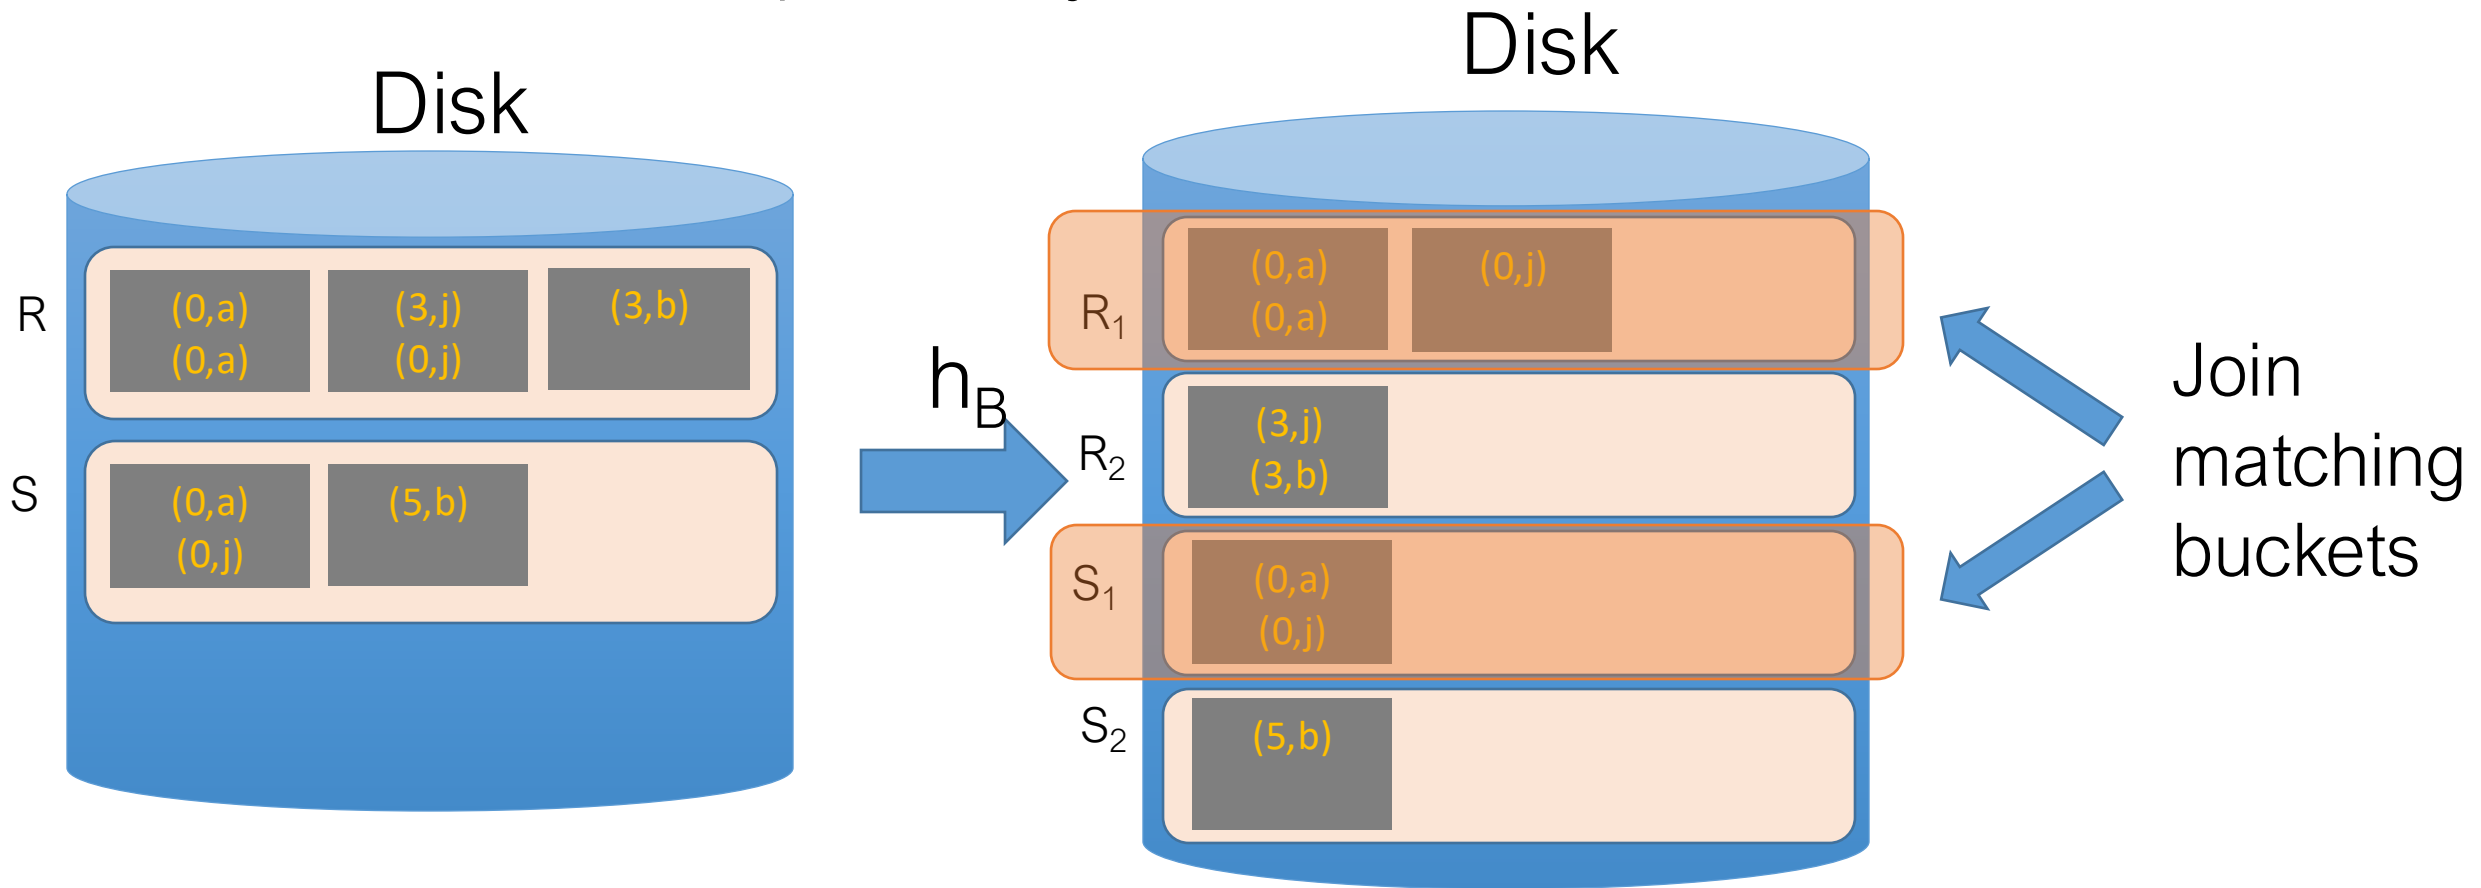 Disk
R
(0,a)
(0,a)
(3,j)
(0,j)
(3,b)
S
(0,a)
(0,j)
(5,b)
hB
Disk
R1
(0,a)
(0,a)
(0,j)
R2
(3,j)
(3,b)
S1
(0,a)
(0,j)
S2
(5,b)
Join
matching
buckets